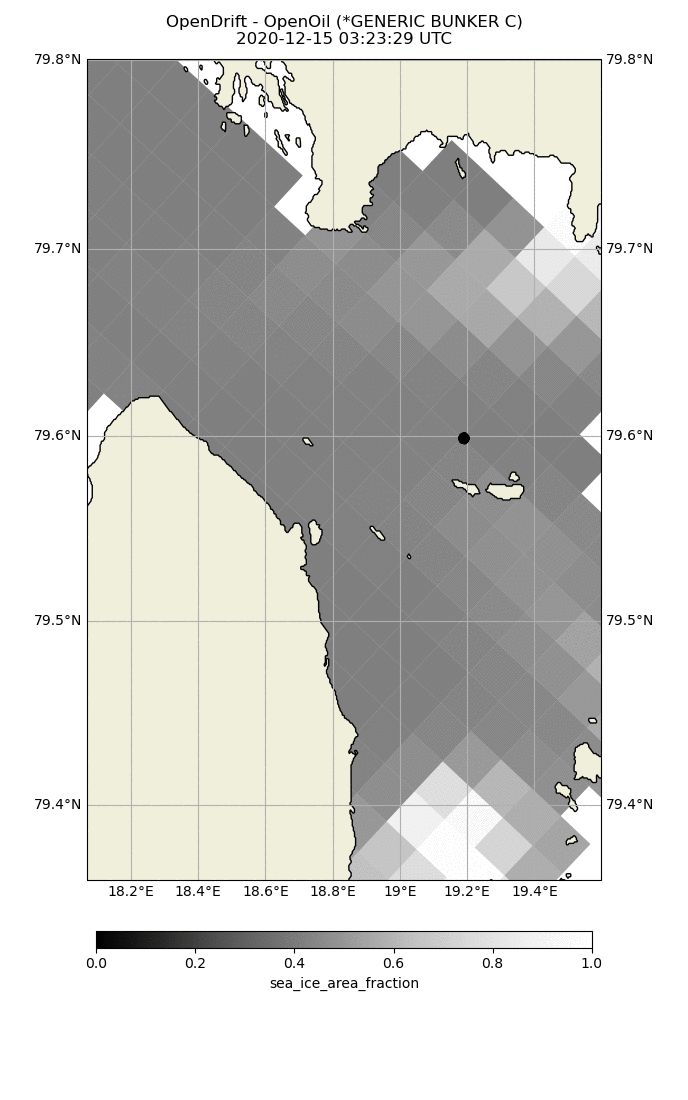 OpenDrift - OpenOil (*GENERIC BUNKER C)
2020-12-15 03:23:29 UTC
79.8°N 79.8°N
79.7°N 79.7°N
79.6°N 79.6°N
79.5°N 79.5°N
79.4°N 79.4°N
18.2°E 18.4°E 18.6°E 18.8°E 19°E 19.2°E 19.4°E
0.0 0.2 0.4 0.6 0.8 1.0
sea_ice_area_fraction